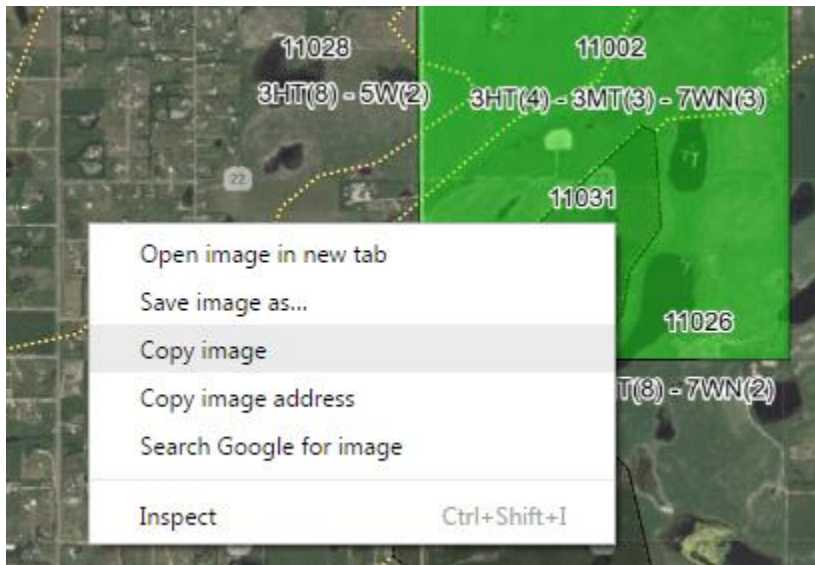 11028
11002
3HT(8) - 5W(2)
3HT(4) - 3MT(3) - 7WN(3)
22
11031
Open image in new tab
Save image as...
11026
Copy image
T(8) - 7WN(2)
Copy image address
Search Google for image
Inspect
Ctrl+Shift+I